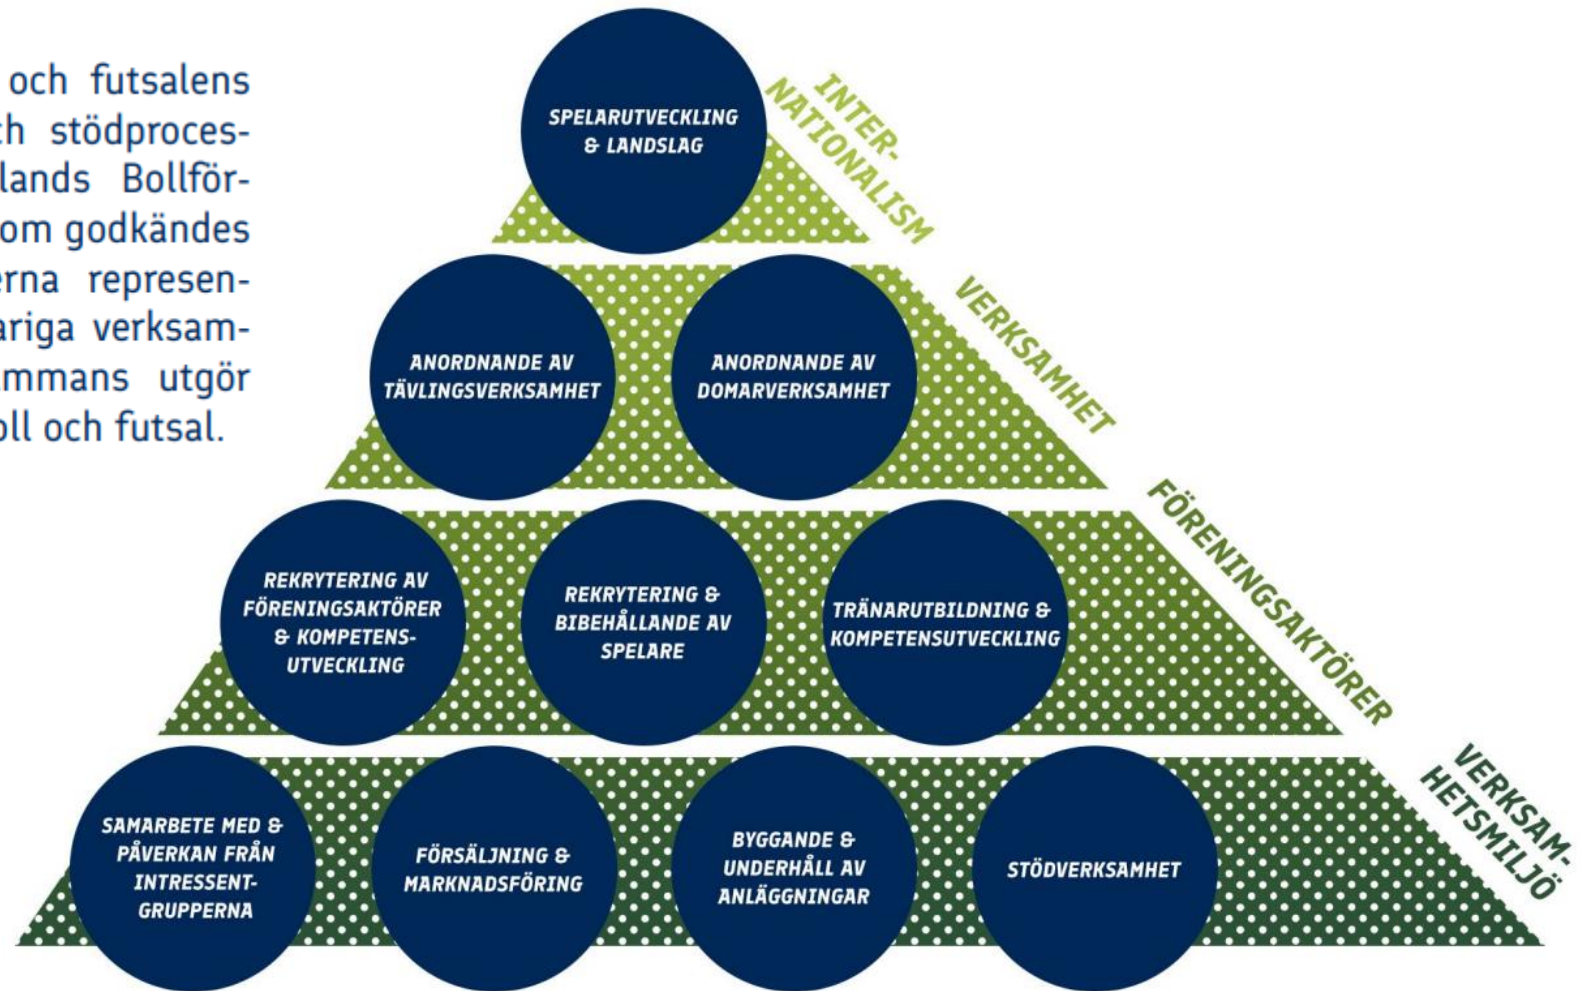 och futsalens
ch stödproces-
lands Bollför-
om godkändes
erna represen-
ariga verksam-
mmans utgör
oll och futsal.
SPELARUTVECKLING
& LANDSLAG
INTER-
NATIONALISM
ANORDNANDE AV
TÄVLINGSVERKSAMHET
ANORDNANDE AV
DOMARVERKSAMHET
VERKSAMHET
REKRYTERING AV
FÖRENINGSAKTÖRER
& KOMPETENS-
UTVECKLING
REKRYTERING &
BIBEHÅLLANDE AV
SPELARE
TRÄNARUTBILDNING &
KOMPETENSUTVECKLING
FÖRENINGSAKTÖRER
SAMARBETE MED &
PÅVERKAN FRÅN
INTRESSENT-
GRUPPERNA
FÖRSÄLJNING &
MARKNADSFÖRING
BYGGANDE &
UNDERHÅLL AV
ANLÄGGNINGAR
STÖDVERKSAMHET
VERKSAM-
HETSMILJÖ